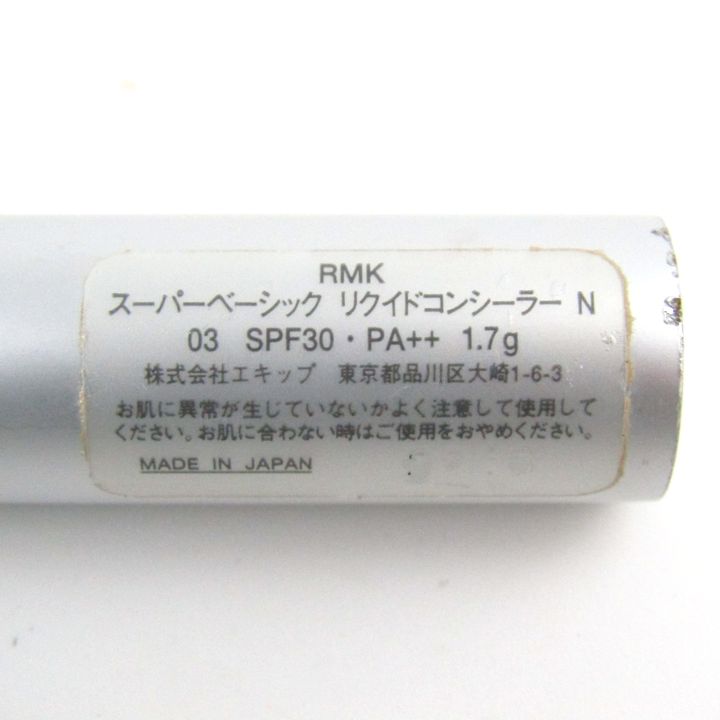 RMK
スーパーベーシック リクイドコンシーラー N
03 SPF30・PA++ 1.7g
株式会社エキップ 東京都品川区大崎1-6-3
お肌に異常が生じていないかよく注意して使用して
ください。お肌に合わない時はご使用をおやめください。
MADE IN JAPAN